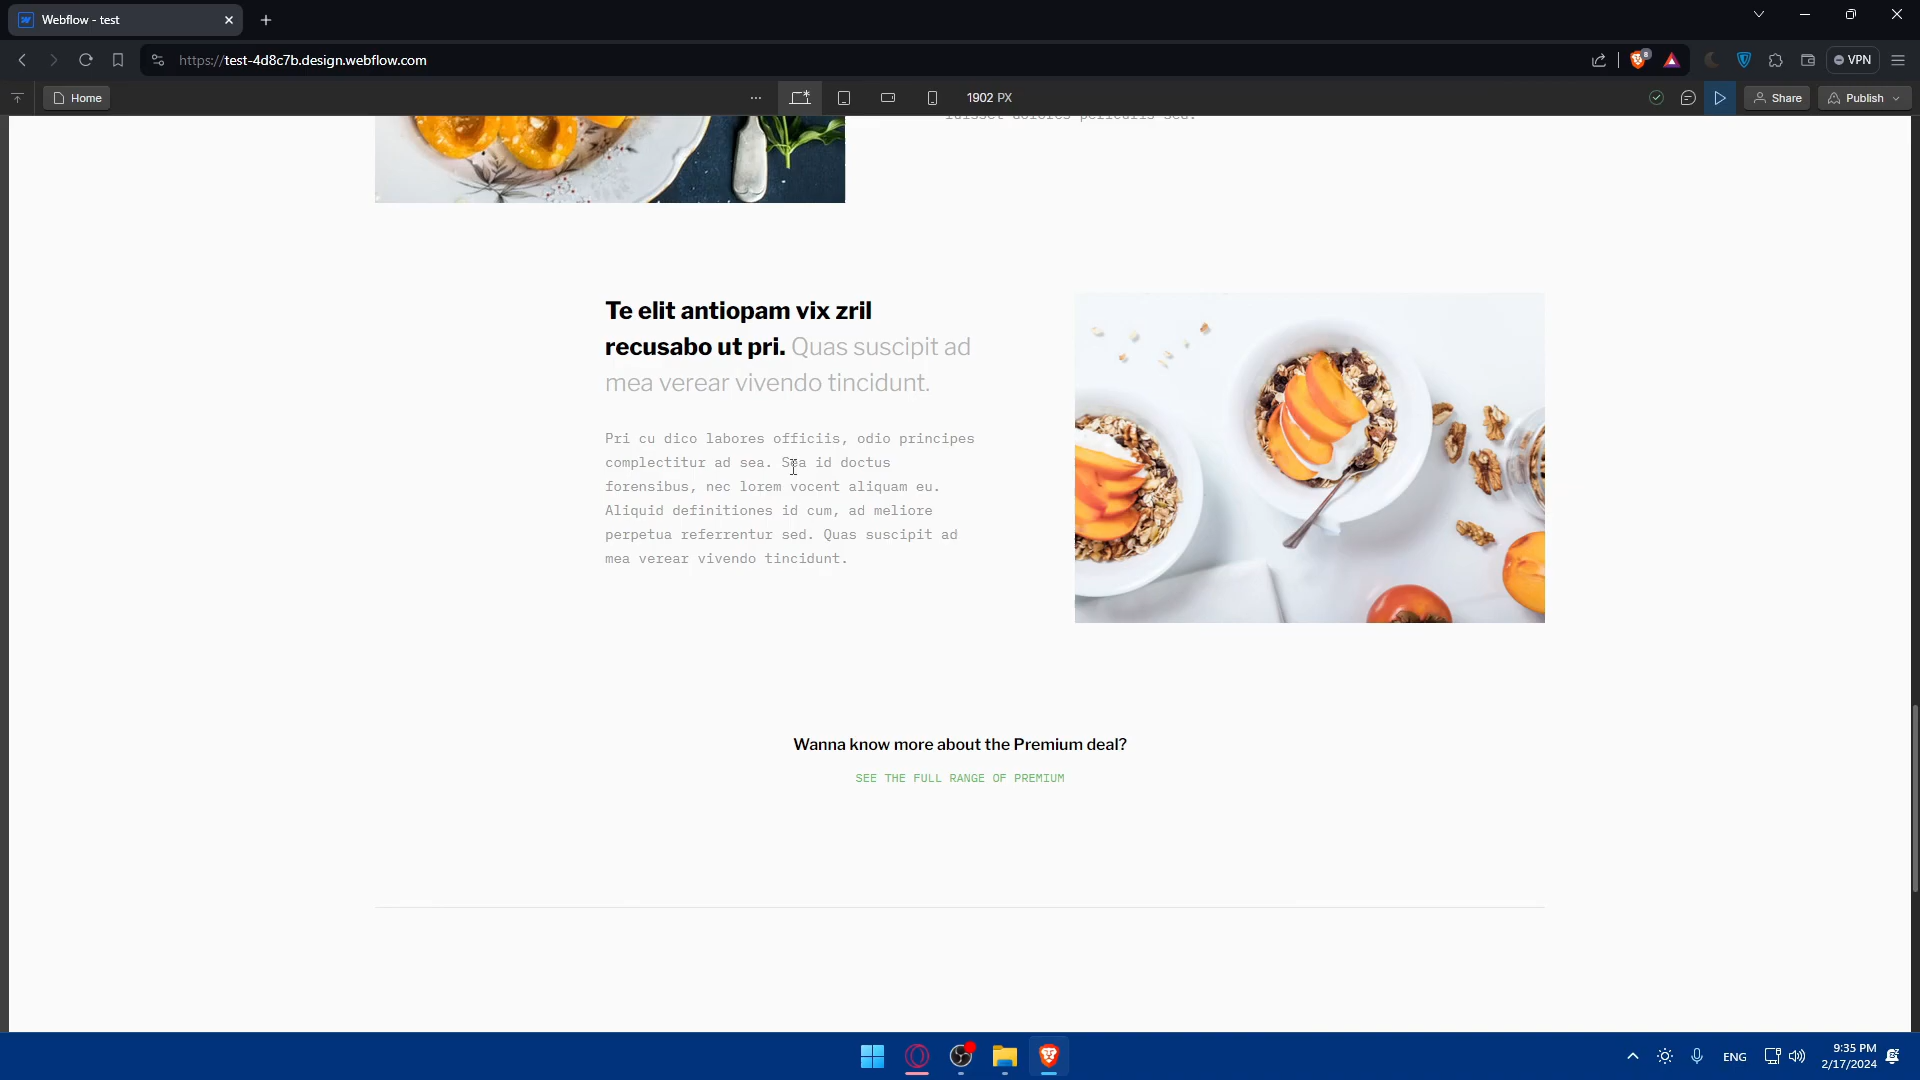 Webflow - test
https://test-4d8c7b.design.webflow.com
VPN
Home
1902 PX
Share
Publish
Te elit antiopam vix zril
recusabo ut pri. Quas suscipit ad
mea verear vivendo tincidunt.
Pri cu dico labores officiis, odio principes
complectitur ad sea. Sea id doctus
forensibus, nec lorem vocent aliquam eu.
Aliquid definitiones id cum, ad meliore
perpetua referrentur sed. Quas suscipit ad
mea verear vivendo tincidunt.
Wanna know more about the Premium deal?
SEE THE FULL RANGE OF PREMIUM
ENG
9:35 PM
2/17/2024